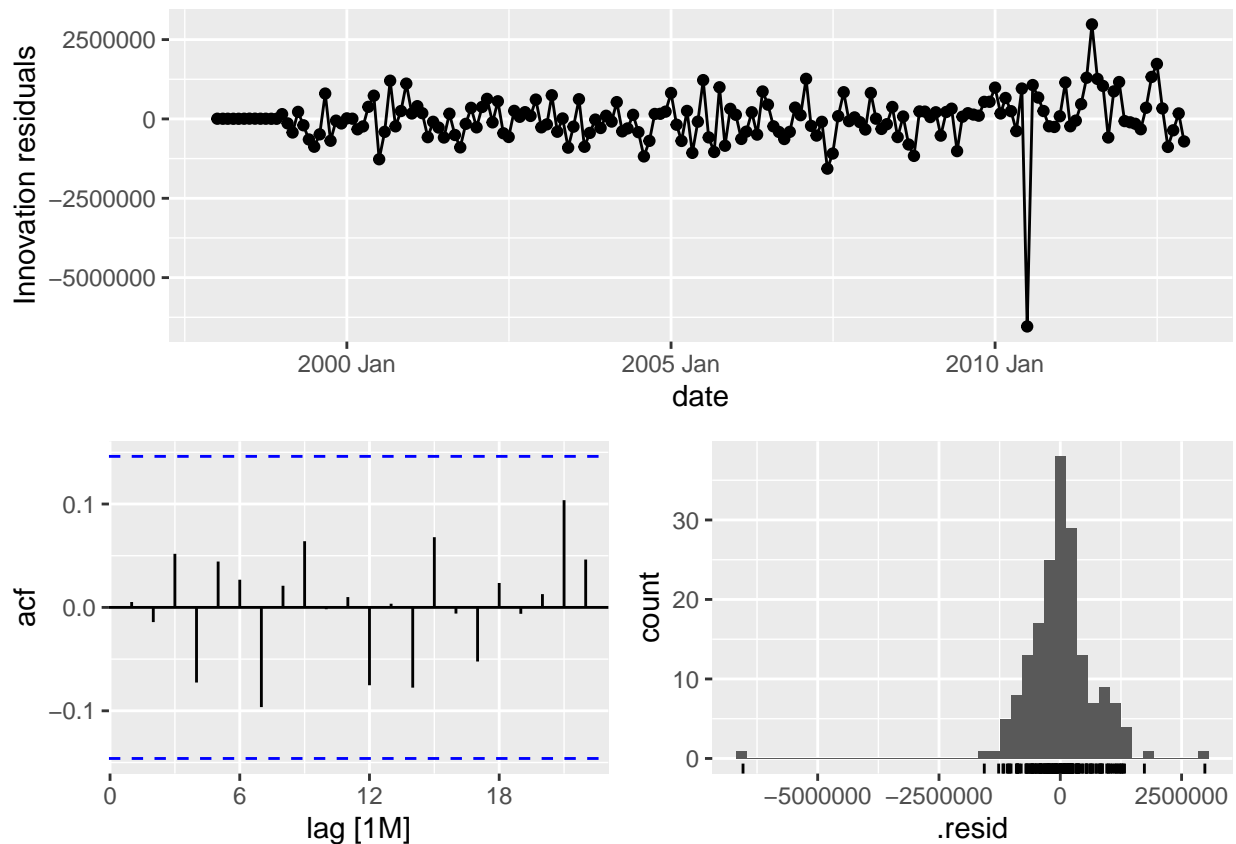 Innovation residuals
2500000
0
−2500000
−5000000
2000 Jan
2005 Jan
2010 Jan
date
acf
0.1
0.0
−0.1
0
6
12
18
lag [1M]
count
30
20
10
0
−5000000
−2500000
0
2500000
.resid